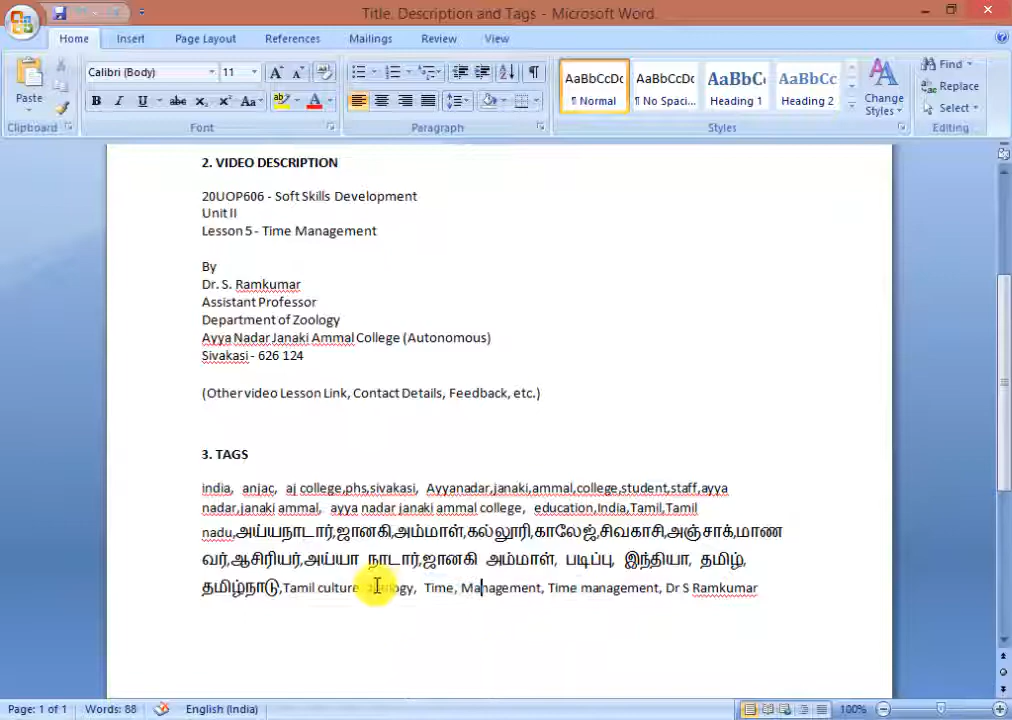 Title, Description and Tags - Microsoft Word
Home Insert Page Layout References Mailings Review View
Paste
Calibri (Body) 11
B I U abc X₂ X² Aa A
AaBbCcDc AaBbCcDc AaBbCc AaBbCc
¶ Normal ¶ No Spaci... Heading 1 Heading 2
Change Styles
Find
Replace
Select
Clipboard Font Paragraph Styles Editing
2. VIDEO DESCRIPTION
20UOP606 - Soft Skills Development
Unit II
Lesson 5 - Time Management
By
Dr. S. Ramkumar
Assistant Professor
Department of Zoology
Ayya Nadar Janaki Ammal College (Autonomous)
Sivakasi - 626 124
(Other video Lesson Link, Contact Details, Feedback, etc.)
3. TAGS
india, anjac, aj college,phs,sivakasi, Ayyanadar,janaki,ammal,college,student,staff,ayya
nadar,janaki ammal, ayya nadar janaki ammal college, education,India,Tamil,Tamil
nadu,அய்யநாடார்,ஜானகி,அம்மாள்,கல்லூரி,காலேஜ்,சிவகாசி,அஞ்சாக்,மாண
வர்,ஆசிரியர்,அய்யா நாடார்,ஜானகி அம்மாள், படிப்பு, இந்தியா, தமிழ்,
தமிழ்நாடு,Tamil culture, Time, Management, Time management, Dr S Ramkumar
Page: 1 of 1 Words: 88 English (India) 100%